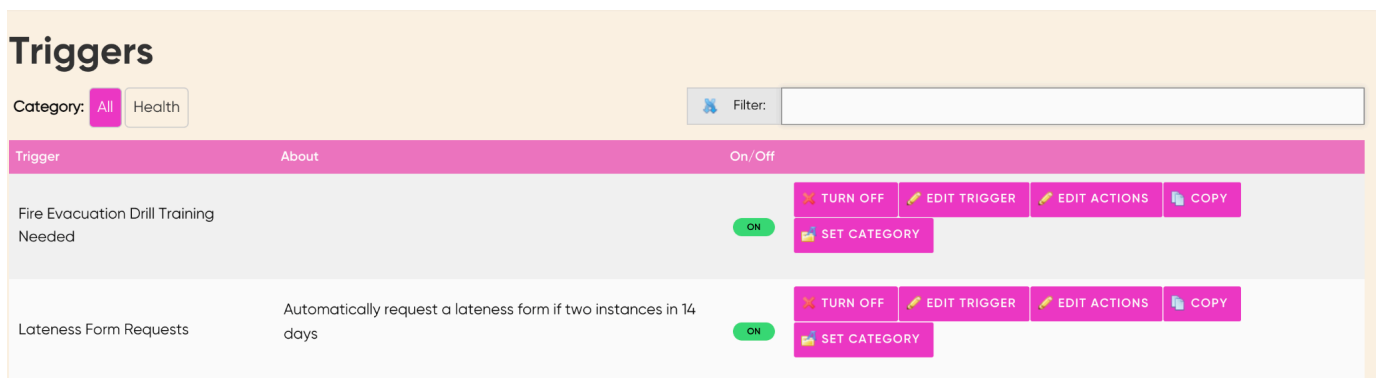 Triggers
Category: All Health
Filter:
Trigger About On/Off
Fire Evacuation Drill Training
Needed
ON
TURN OFF EDIT TRIGGER EDIT ACTIONS COPY
SET CATEGORY
Lateness Form Requests
Automatically request a lateness form if two instances in 14
days
ON
TURN OFF EDIT TRIGGER EDIT ACTIONS COPY
SET CATEGORY